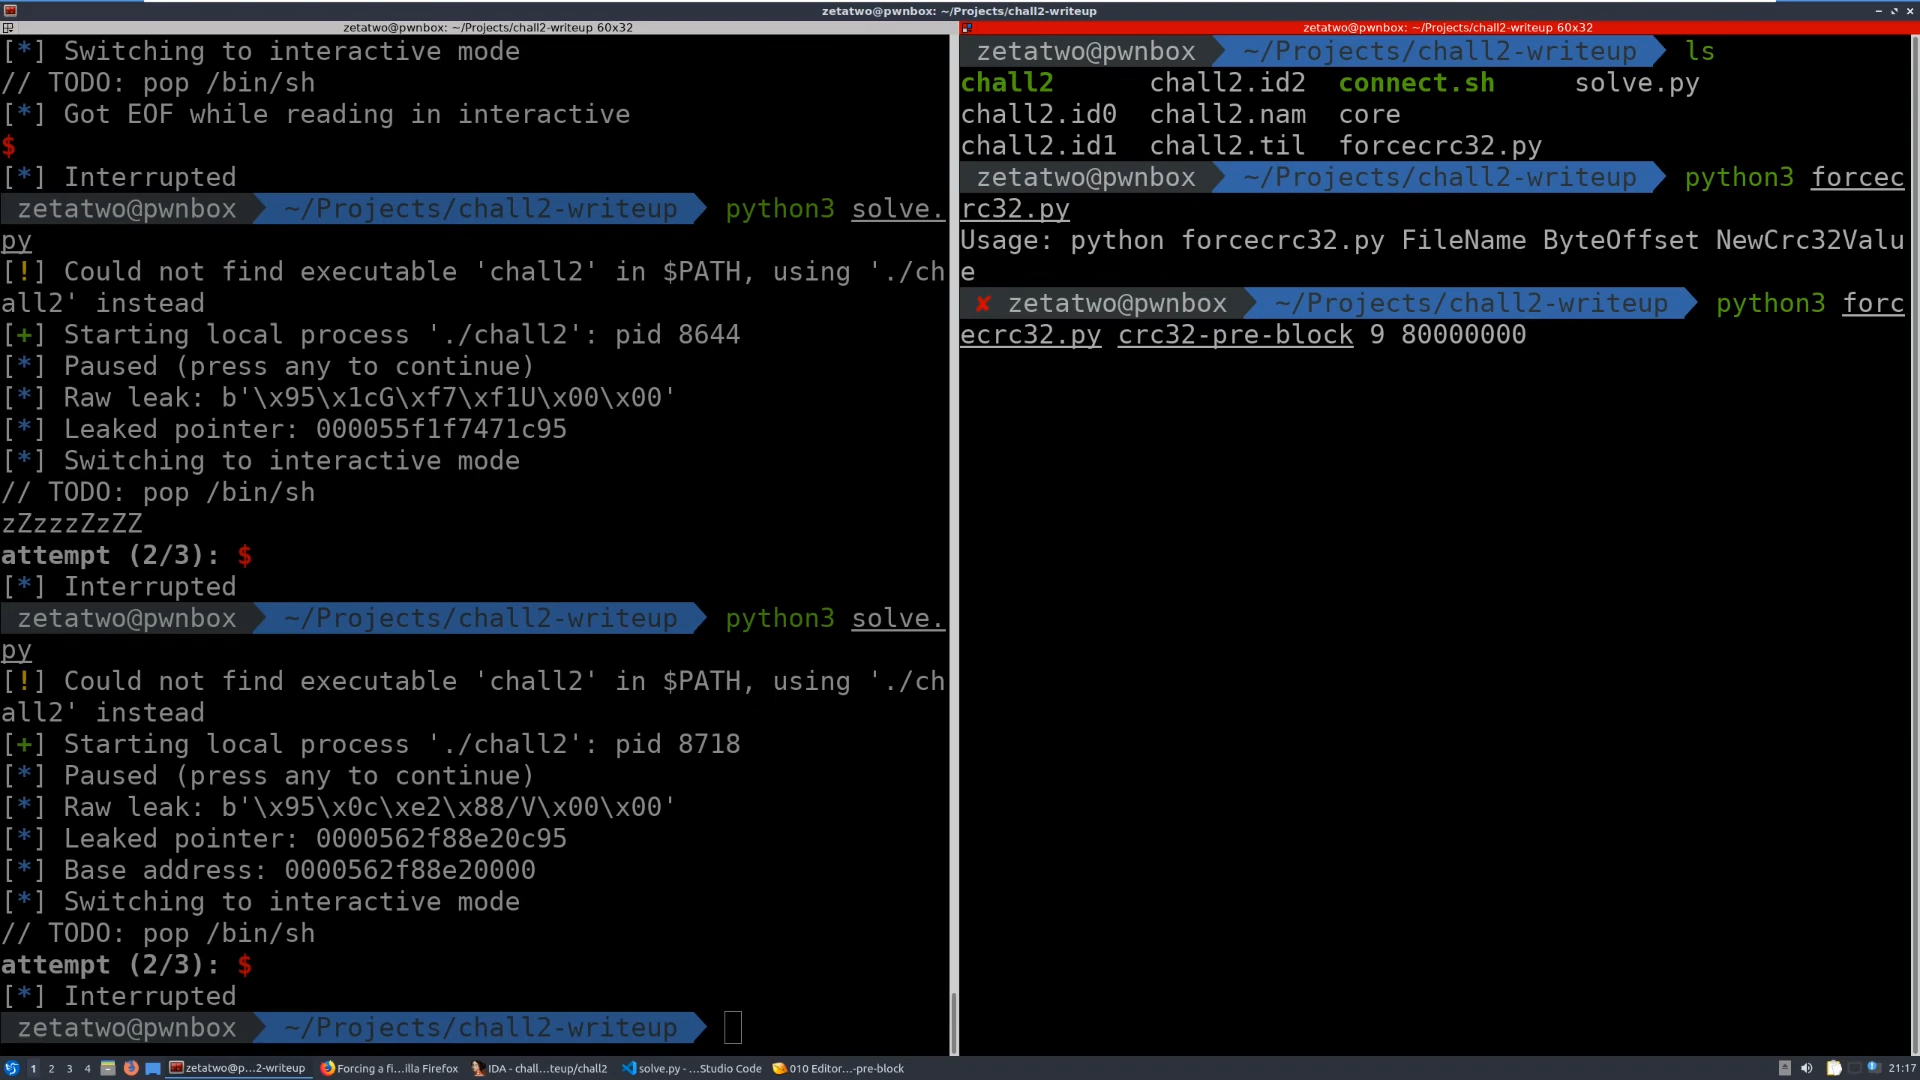 zetatwo@pwnbox: ~/Projects/chall2-writeup
zetatwo@pwnbox: ~/Projects/chall2-writeup 60x32
[*] Switching to interactive mode
// TODO: pop /bin/sh
[*] Got EOF while reading in interactive
$
[*] Interrupted
zetatwo@pwnbox ~/Projects/chall2-writeup python3 solve.
py
[!] Could not find executable 'chall2' in $PATH, using './ch
all2' instead
[+] Starting local process './chall2': pid 8644
[*] Paused (press any to continue)
[*] Raw leak: b'\x95\x1cG\xf7\xf1U\x00\x00'
[*] Leaked pointer: 000055f1f7471c95
[*] Switching to interactive mode
// TODO: pop /bin/sh
zZzzzZzZZ
attempt (2/3): $
[*] Interrupted
zetatwo@pwnbox ~/Projects/chall2-writeup python3 solve.
py
[!] Could not find executable 'chall2' in $PATH, using './ch
all2' instead
[+] Starting local process './chall2': pid 8718
[*] Paused (press any to continue)
[*] Raw leak: b'\x95\x0c\xe2\x88/V\x00\x00'
[*] Leaked pointer: 0000562f88e20c95
[*] Base address: 0000562f88e20000
[*] Switching to interactive mode
// TODO: pop /bin/sh
attempt (2/3): $
[*] Interrupted
zetatwo@pwnbox ~/Projects/chall2-writeup
zetatwo@pwnbox: ~/Projects/chall2-writeup 60x32
zetatwo@pwnbox ~/Projects/chall2-writeup ls
chall2 chall2.id2 connect.sh solve.py
chall2.id0 chall2.nam core
chall2.id1 chall2.til forcecrc32.py
zetatwo@pwnbox ~/Projects/chall2-writeup python3 forcec
rc32.py
Usage: python forcecrc32.py FileName ByteOffset NewCrc32Valu
e
✘ zetatwo@pwnbox ~/Projects/chall2-writeup python3 forc
ecrc32.py crc32-pre-block 9 80000000
1 2 3 4 zetatwo@p...2-writeup Forcing a fi...illa Firefox IDA - chall...teup/chall2 solve.py - ...Studio Code 010 Editor...-pre-block 21:17